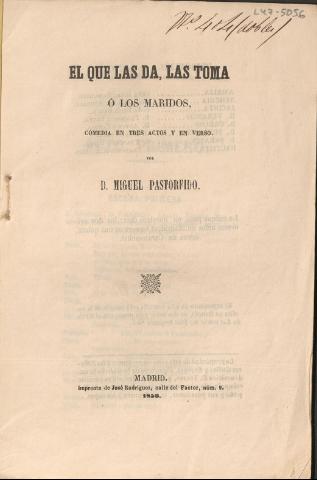 L47-5056
EL QUE LAS DA, LAS TOMA
Ó LOS MARIDOS,
COMEDIA EN TRES ACTOS Y EN VERSO.
POR
D. MIGUEL PASTORFIDO.
MADRID.
Imprenta de José Rodriguez, calle del Factor, núm. 9.
1858.